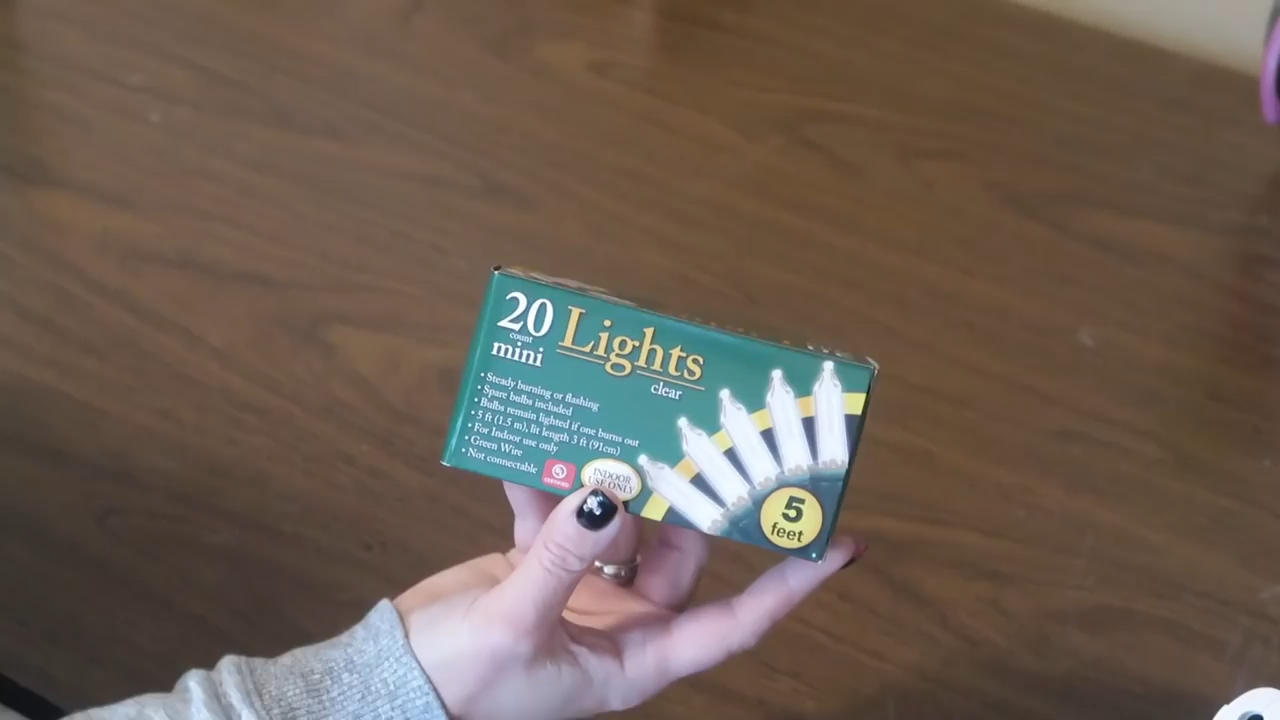 20
count
mini
Lights
clear
• Steady burning or flashing
• Spare bulbs included
• Bulbs remain lighted if one burns out
• 5 ft (1.5 m), lit length 3 ft (91cm)
• For Indoor use only
• Green Wire
• Not connectable
INDOOR
USE ONLY
5
feet